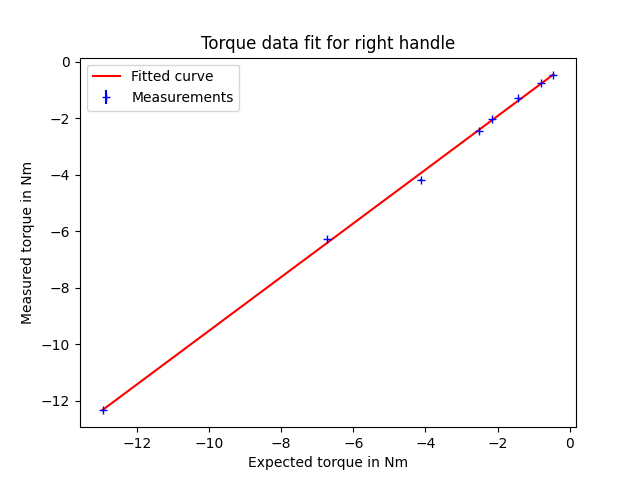 Torque data fit for right handle
Fitted curve
Measurements
Measured torque in Nm
0
−2
−4
−6
−8
−10
−12
−12 −10 −8 −6 −4 −2 0
Expected torque in Nm